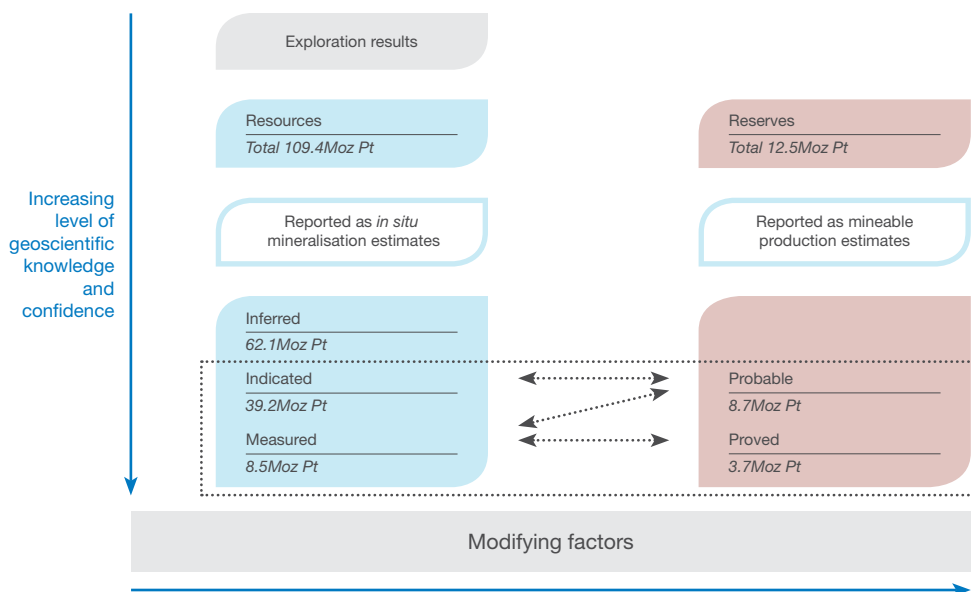 Exploration results
Resources
Total 109.4Moz Pt
Reserves
Total 12.5Moz Pt
Increasing
level of
geoscientific
knowledge
and
confidence
Reported as in situ
mineralisation estimates
Reported as mineable
production estimates
Inferred
62.1Moz Pt
Indicated
39.2Moz Pt
Measured
8.5Moz Pt
Probable
8.7Moz Pt
Proved
3.7Moz Pt
Modifying factors